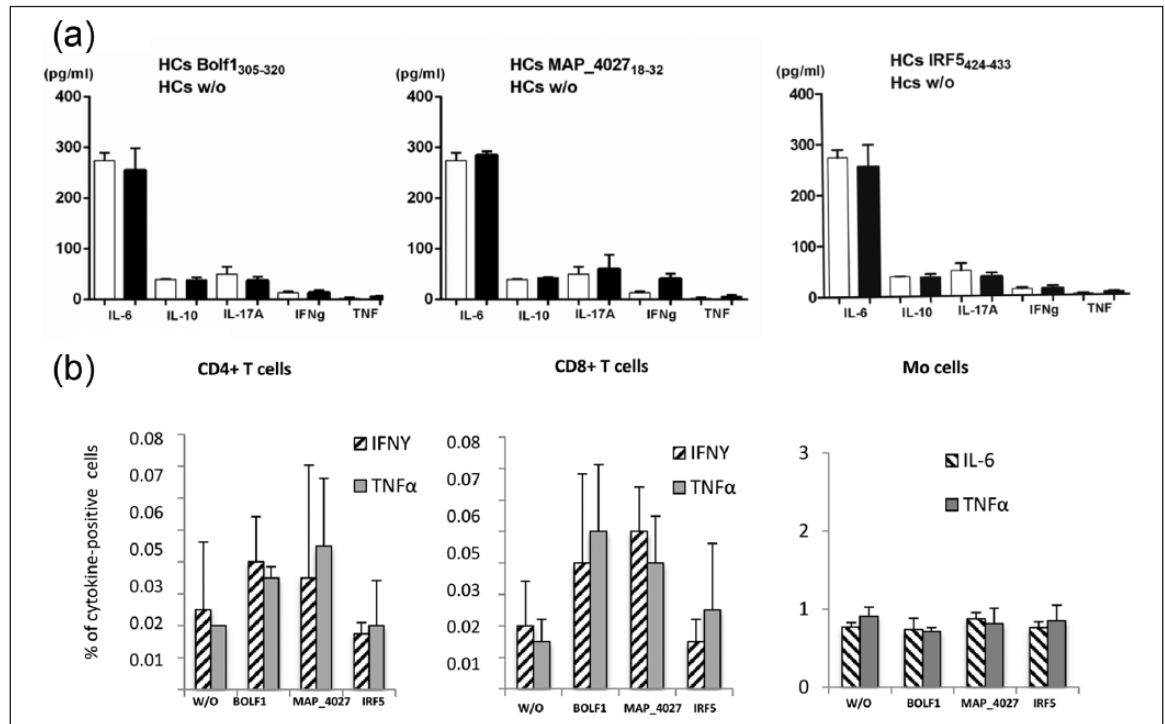 (a)
HCs Bolf1305-320
HCs w/o
(pg/ml)
400
300
200
100
0
IL-6 IL-10 IL-17A IFNg TNF
HCs MAP_402718-32
HCs w/o
(pg/ml)
400
300
200
100
0
IL-6 IL-10 IL-17A IFNg TNF
HCs IRF5424-433
Hcs w/o
(pg/ml)
400
300
200
100
0
IL-6 IL-10 IL-17A IFNg TNF
(b)
CD4+ T cells
% of cytokine-positive cells
0.08
0.07
0.06
0.05
0.03
0.02
0.01
IFNY
TNFα
W/O BOLF1 MAP_4027 IRF5
CD8+ T cells
0.08
0.07
0.06
0.05
0.03
0.02
0.01
IFNY
TNFα
W/O BOLF1 MAP_4027 IRF5
Mo cells
3
2
1
0
IL-6
TNFα
W/O BOLF1 MAP_4027 IRF5